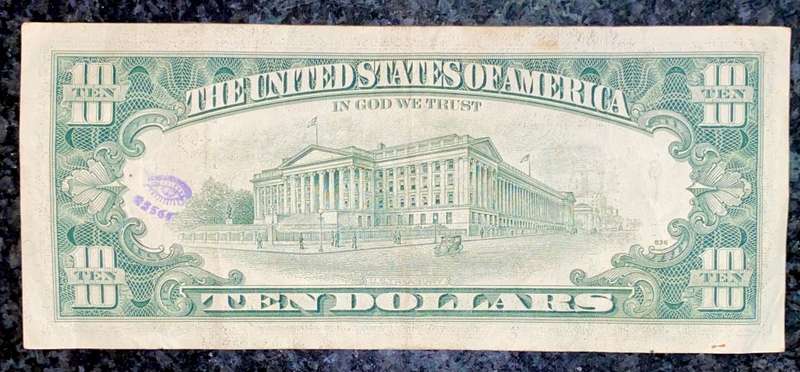 10 10
TEN TEN
THE UNITED STATES OF AMERICA
IN GOD WE TRUST
10 10
TEN TEN
TEN DOLLARS